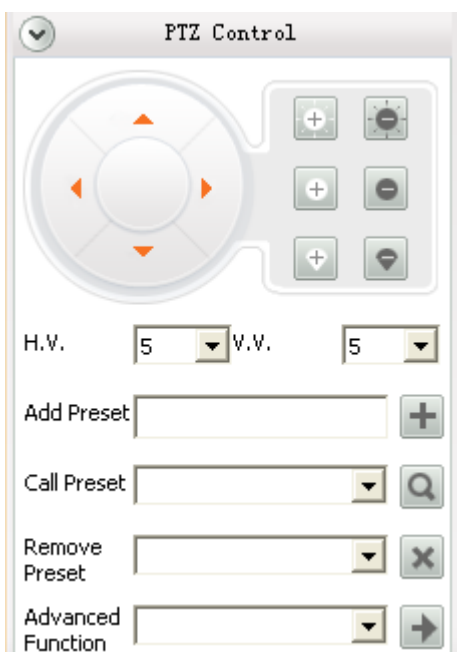 PTZ Control
H.V. 5 V.V. 5
Add Preset
Call Preset
Remove
Preset
Advanced
Function